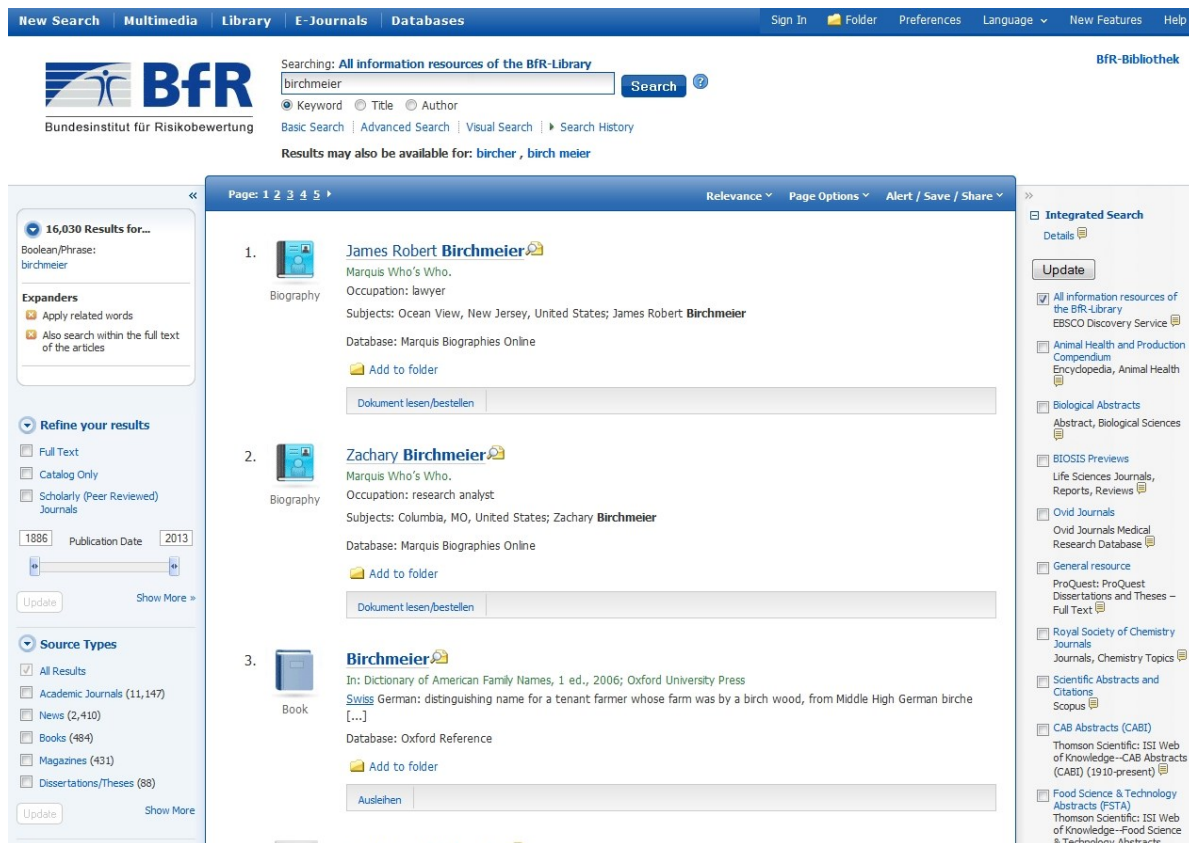 New Search Multimedia Library E-Journals Databases Sign In Folder Preferences Language New Features Help
BfR
Bundesinstitut für Risikobewertung
Searching: All information resources of the BfR-Library
BfR-Bibliothek
birchmeier Search ?
Keyword Title Author
Basic Search Advanced Search Visual Search Search History
Results may also be available for: bircher , birch meier
«
16,030 Results for...
Boolean/Phrase:
birchmeier
Expanders
Apply related words
Also search within the full text
of the articles
Refine your results
Full Text
Catalog Only
Scholarly (Peer Reviewed)
Journals
1886 Publication Date 2013
Update Show More »
Source Types
All Results
Academic Journals (11,147)
News (2,410)
Books (484)
Magazines (431)
Dissertations/Theses (88)
Update Show More
Page: 1 2 3 4 5 Relevance Page Options Alert / Save / Share
1.
Biography
James Robert Birchmeier
Marquis Who's Who.
Occupation: lawyer
Subjects: Ocean View, New Jersey, United States; James Robert Birchmeier
Database: Marquis Biographies Online
Add to folder
Dokument lesen/bestellen
2.
Biography
Zachary Birchmeier
Marquis Who's Who.
Occupation: research analyst
Subjects: Columbia, MO, United States; Zachary Birchmeier
Database: Marquis Biographies Online
Add to folder
Dokument lesen/bestellen
3.
Book
Birchmeier
In: Dictionary of American Family Names, 1 ed., 2006; Oxford University Press
Swiss German: distinguishing name for a tenant farmer whose farm was by a birch wood, from Middle High German birche
[...]
Database: Oxford Reference
Add to folder
Ausleihen
»
Integrated Search
Details
Update
All information resources of
the BfR-Library
EBSCO Discovery Service
Animal Health and Production
Compendium
Encyclopedia, Animal Health
Biological Abstracts
Abstract, Biological Sciences
BIOSIS Previews
Life Sciences Journals,
Reports, Reviews
Ovid Journals
Ovid Journals Medical
Research Database
General resource
ProQuest: ProQuest
Dissertations and Theses –
Full Text
Royal Society of Chemistry
Journals
Journals, Chemistry Topics
Scientific Abstracts and
Citations
Scopus
CAB Abstracts (CABI)
Thomson Scientific: ISI Web
of Knowledge--CAB Abstracts
(CABI) (1910-present)
Food Science & Technology
Abstracts (FSTA)
Thomson Scientific: ISI Web
of Knowledge--Food Science
& Technology Abstracts